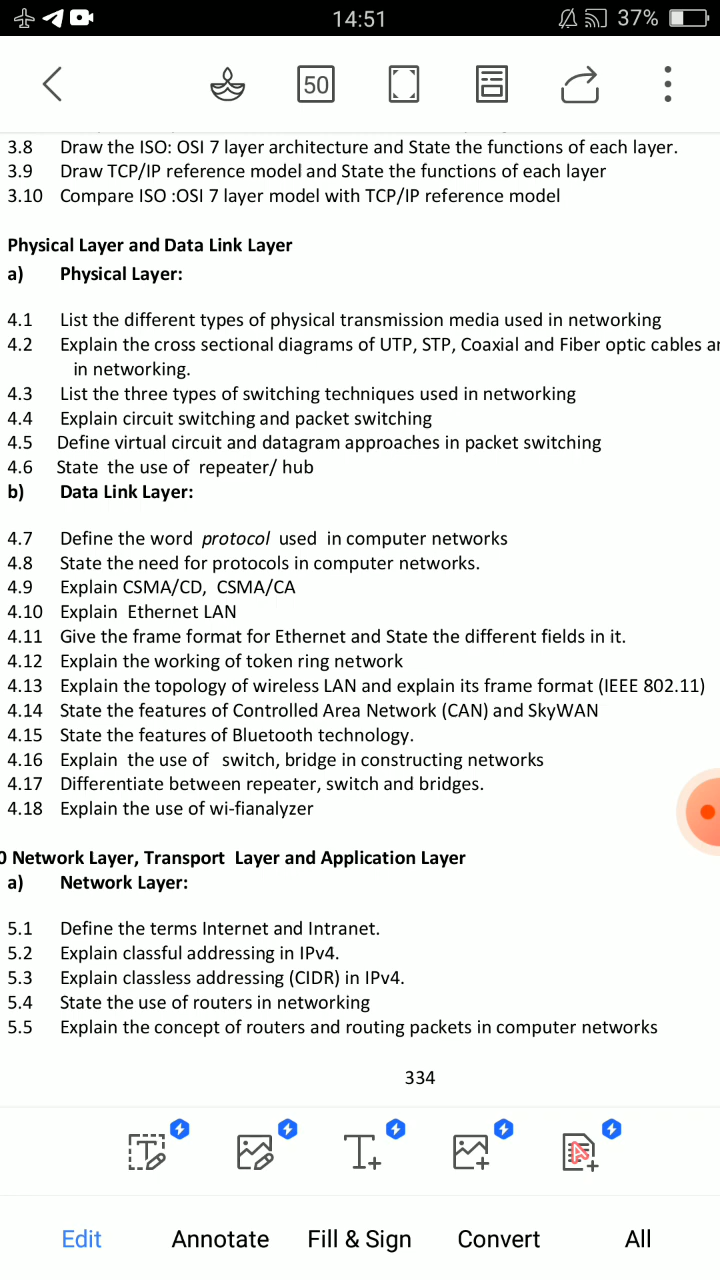 14:51
37%
50
3.8 Draw the ISO: OSI 7 layer architecture and State the functions of each layer.
3.9 Draw TCP/IP reference model and State the functions of each layer
3.10 Compare ISO :OSI 7 layer model with TCP/IP reference model
Physical Layer and Data Link Layer
a) Physical Layer:
4.1 List the different types of physical transmission media used in networking
4.2 Explain the cross sectional diagrams of UTP, STP, Coaxial and Fiber optic cables
in networking.
4.3 List the three types of switching techniques used in networking
4.4 Explain circuit switching and packet switching
4.5 Define virtual circuit and datagram approaches in packet switching
4.6 State the use of repeater/ hub
b) Data Link Layer:
4.7 Define the word protocol used in computer networks
4.8 State the need for protocols in computer networks.
4.9 Explain CSMA/CD, CSMA/CA
4.10 Explain Ethernet LAN
4.11 Give the frame format for Ethernet and State the different fields in it.
4.12 Explain the working of token ring network
4.13 Explain the topology of wireless LAN and explain its frame format (IEEE 802.11)
4.14 State the features of Controlled Area Network (CAN) and SkyWAN
4.15 State the features of Bluetooth technology.
4.16 Explain the use of switch, bridge in constructing networks
4.17 Differentiate between repeater, switch and bridges.
4.18 Explain the use of wi-fianalyzer
0 Network Layer, Transport Layer and Application Layer
a) Network Layer:
5.1 Define the terms Internet and Intranet.
5.2 Explain classful addressing in IPv4.
5.3 Explain classless addressing (CIDR) in IPv4.
5.4 State the use of routers in networking
5.5 Explain the concept of routers and routing packets in computer networks
334
Edit Annotate Fill & Sign Convert All